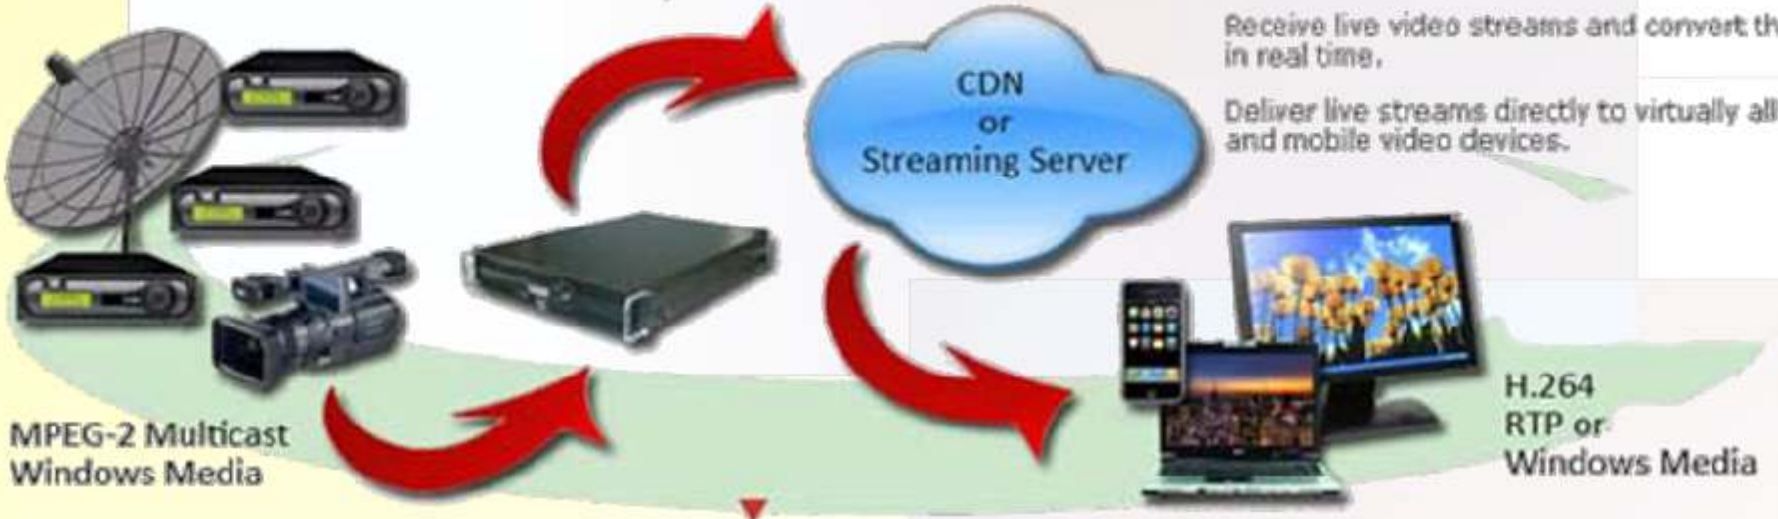 Receive live video streams and convert th
in real time.
Deliver live streams directly to virtually all
and mobile video devices.
CDN
or
Streaming Server
MPEG-2 Multicast
Windows Media
H.264
RTP or
Windows Media